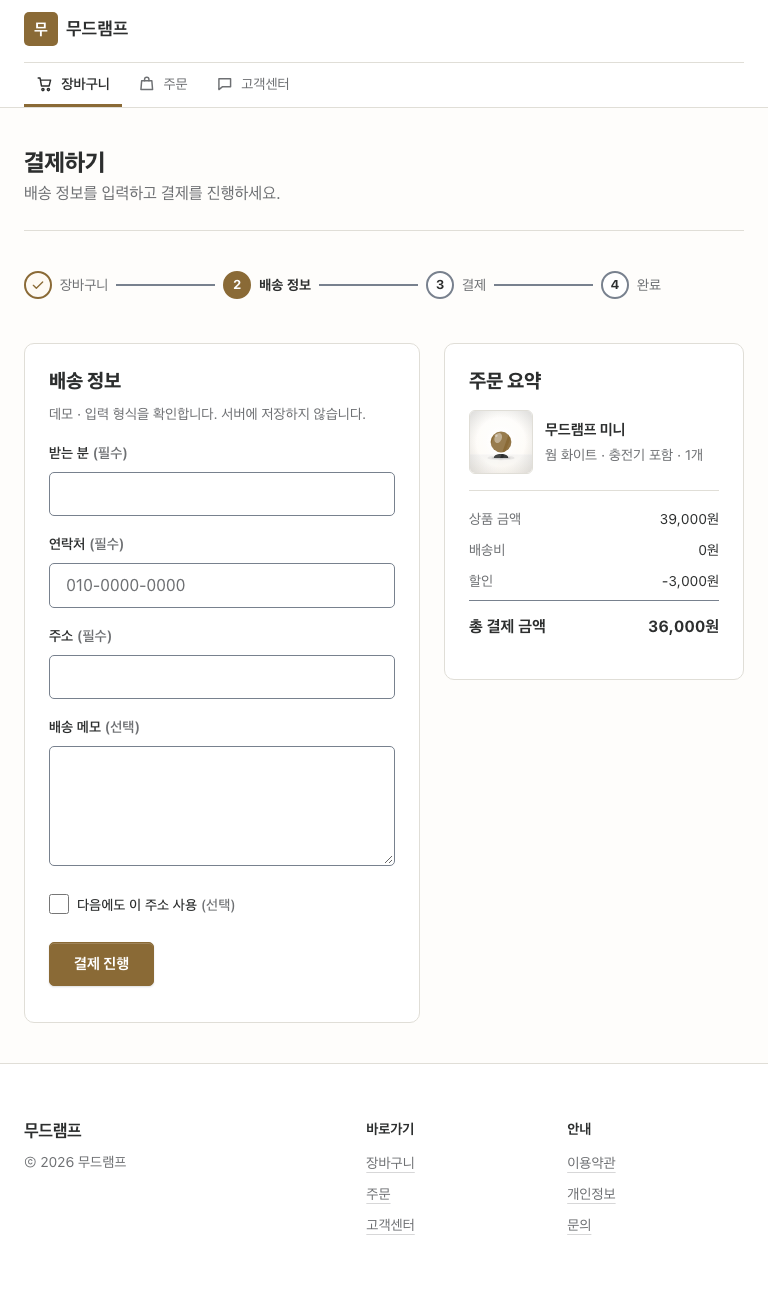 무 무드램프
장바구니 주문 고객센터
결제하기
배송 정보를 입력하고 결제를 진행하세요.
장바구니 2 배송 정보 3 결제 4 완료
배송 정보
데모 · 입력 형식을 확인합니다. 서버에 저장하지 않습니다.
받는 분 (필수)
연락처 (필수)
010-0000-0000
주소 (필수)
배송 메모 (선택)
다음에도 이 주소 사용 (선택)
결제 진행
주문 요약
무드램프 미니
웜 화이트 · 충전기 포함 · 1개
상품 금액 39,000원
배송비 0원
할인 -3,000원
총 결제 금액 36,000원
무드램프
© 2026 무드램프
바로가기
장바구니
주문
고객센터
안내
이용약관
개인정보
문의